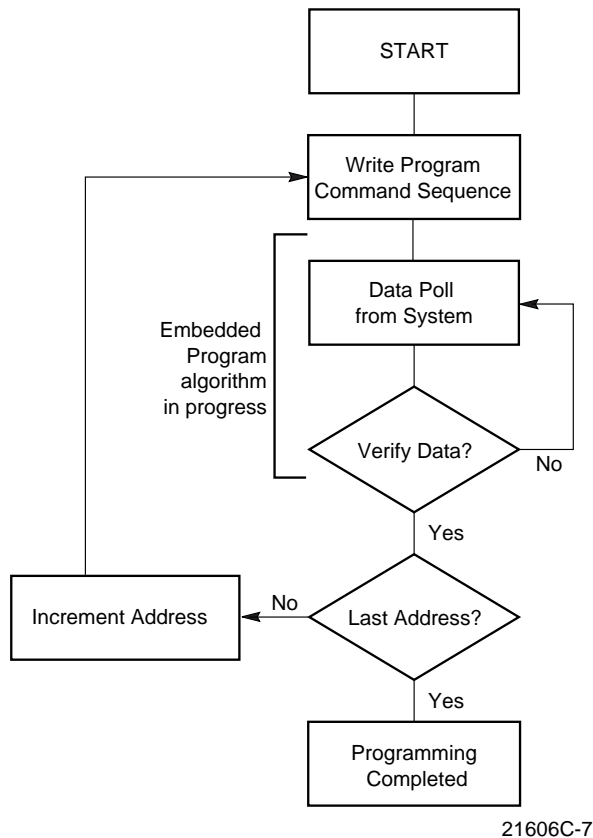 START
Write Program
Command Sequence
Data Poll
from System
Embedded
Program
algorithm
in progress
Verify Data?
No
Yes
Increment Address
No
Last Address?
Yes
Programming
Completed
21606C-7